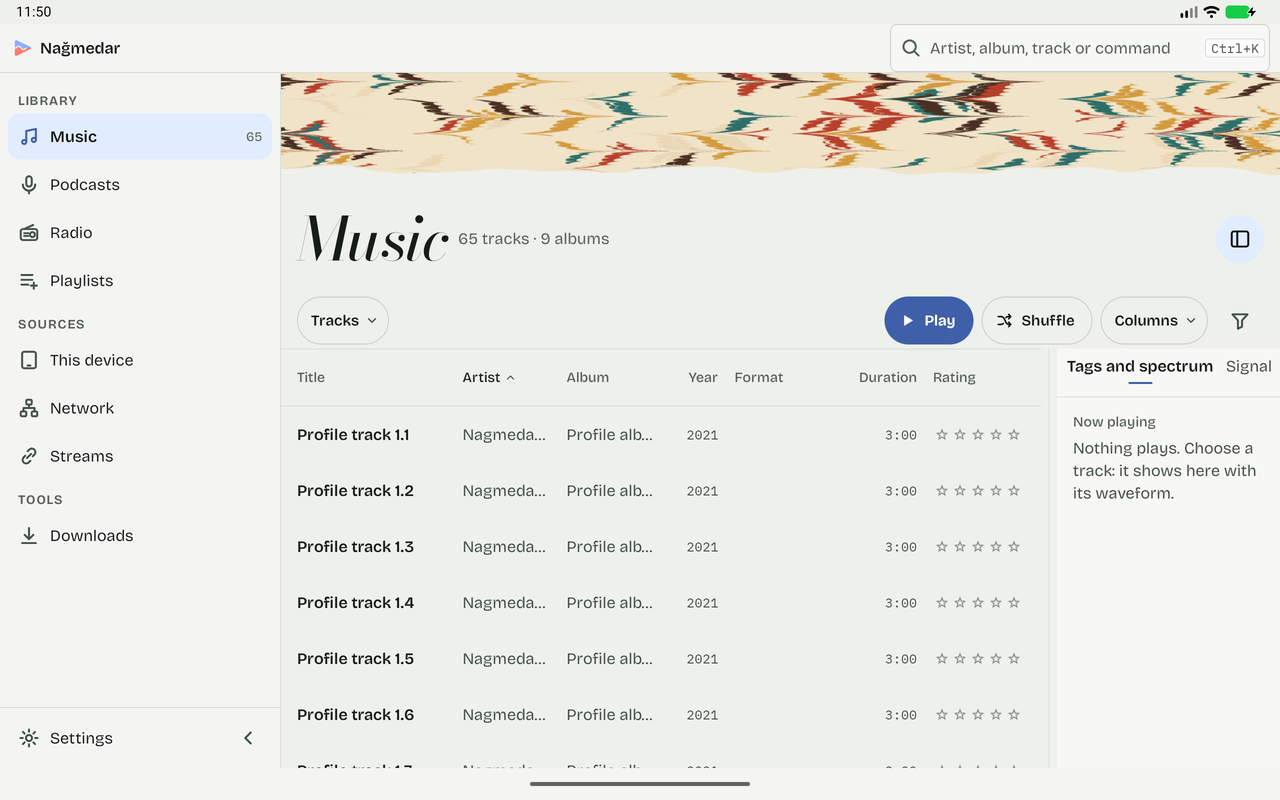 11:50
Nağmedar
Artist, album, track or command
Ctrl+K
LIBRARY
Music 65
Podcasts
Radio
Playlists
SOURCES
This device
Network
Streams
TOOLS
Downloads
Settings
Music 65 tracks · 9 albums
Tracks
Play
Shuffle
Columns
Title Artist Album Year Format Duration Rating
Profile track 1.1 Nagmeda... Profile alb... 2021 3:00
Profile track 1.2 Nagmeda... Profile alb... 2021 3:00
Profile track 1.3 Nagmeda... Profile alb... 2021 3:00
Profile track 1.4 Nagmeda... Profile alb... 2021 3:00
Profile track 1.5 Nagmeda... Profile alb... 2021 3:00
Profile track 1.6 Nagmeda... Profile alb... 2021 3:00
Tags and spectrum Signal
Now playing
Nothing plays. Choose a
track: it shows here with
its waveform.